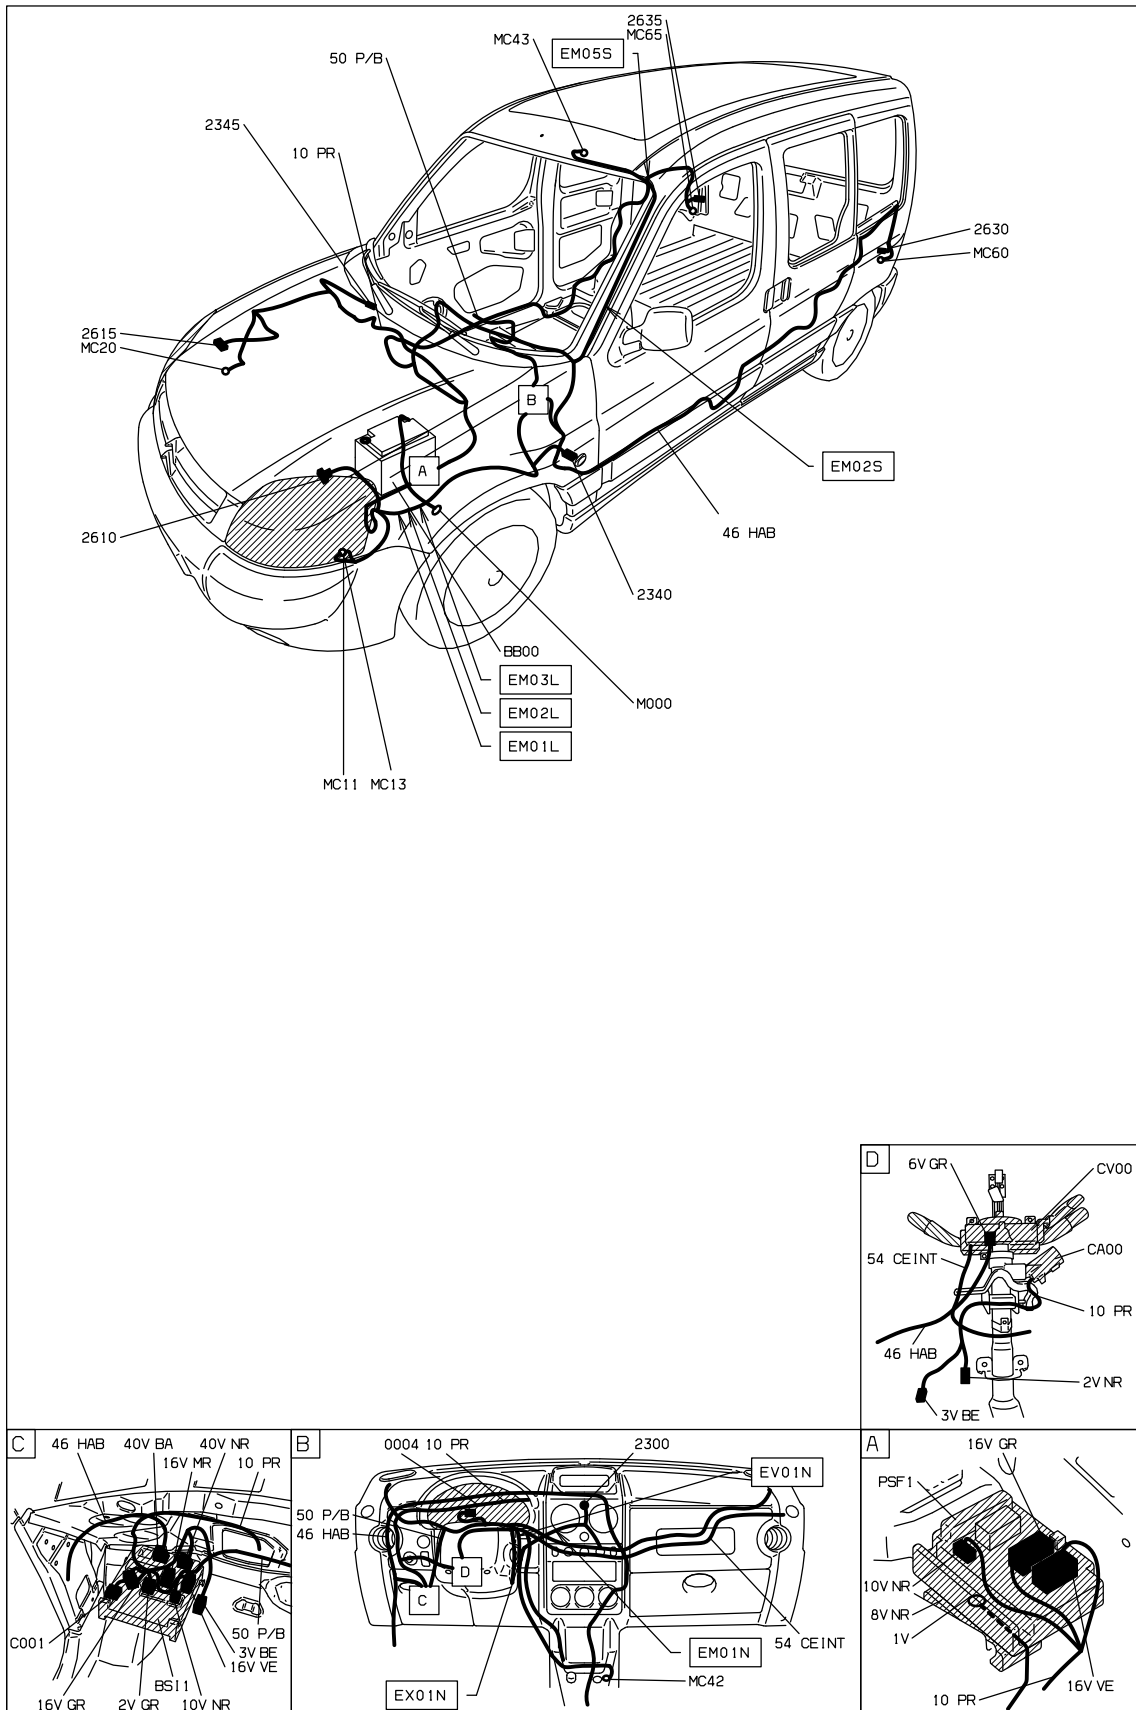 2635
MC65
MC43
EM05S
50 P/B
2345
10 PR
2630
MC60
2615
MC20
B
A
EM02S
2610
46 HAB
2340
BB00
EM03L
M000
EM02L
EM01L
MC11 MC13
D
6V GR
CV00
54 CEINT
CA00
10 PR
46 HAB
2V NR
3V BE
C
46 HAB
40V BA
40V NR
16V MR
10 PR
C001
50 P/B
3V BE
16V VE
BSI1
16V GR
2V GR
10V NR
B
0004 10 PR
2300
EV01N
50 P/B
46 HAB
D
C
54 CEINT
EM01N
MC42
EX01N
A
16V GR
PSF1
10V NR
8V NR
1V
16V VE
10 PR